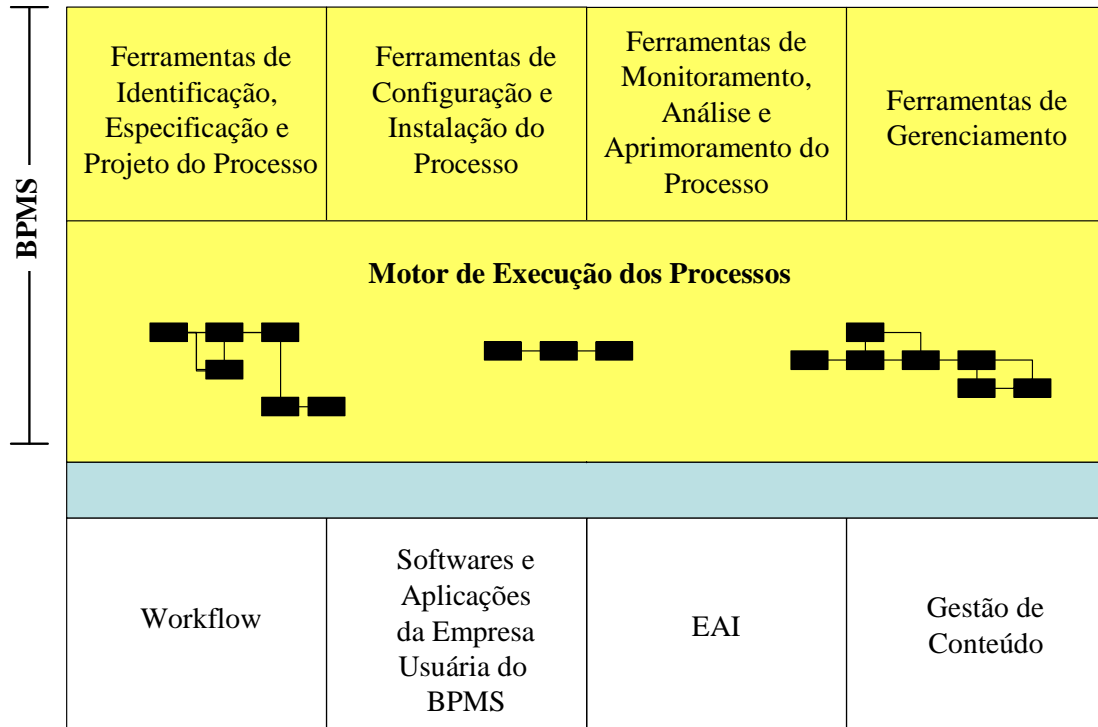 Ferramentas de
Identificação,
Especificação e
Projeto do Processo
Ferramentas de
Configuração e
Instalação do
Processo
Ferramentas de
Monitoramento,
Análise e
Aprimoramento do
Processo
Ferramentas de
Gerenciamento
BPMS
Motor de Execução dos Processos
Workflow
Softwares e
Aplicações
da Empresa
Usuária do
BPMS
EAI
Gestão de
Conteúdo